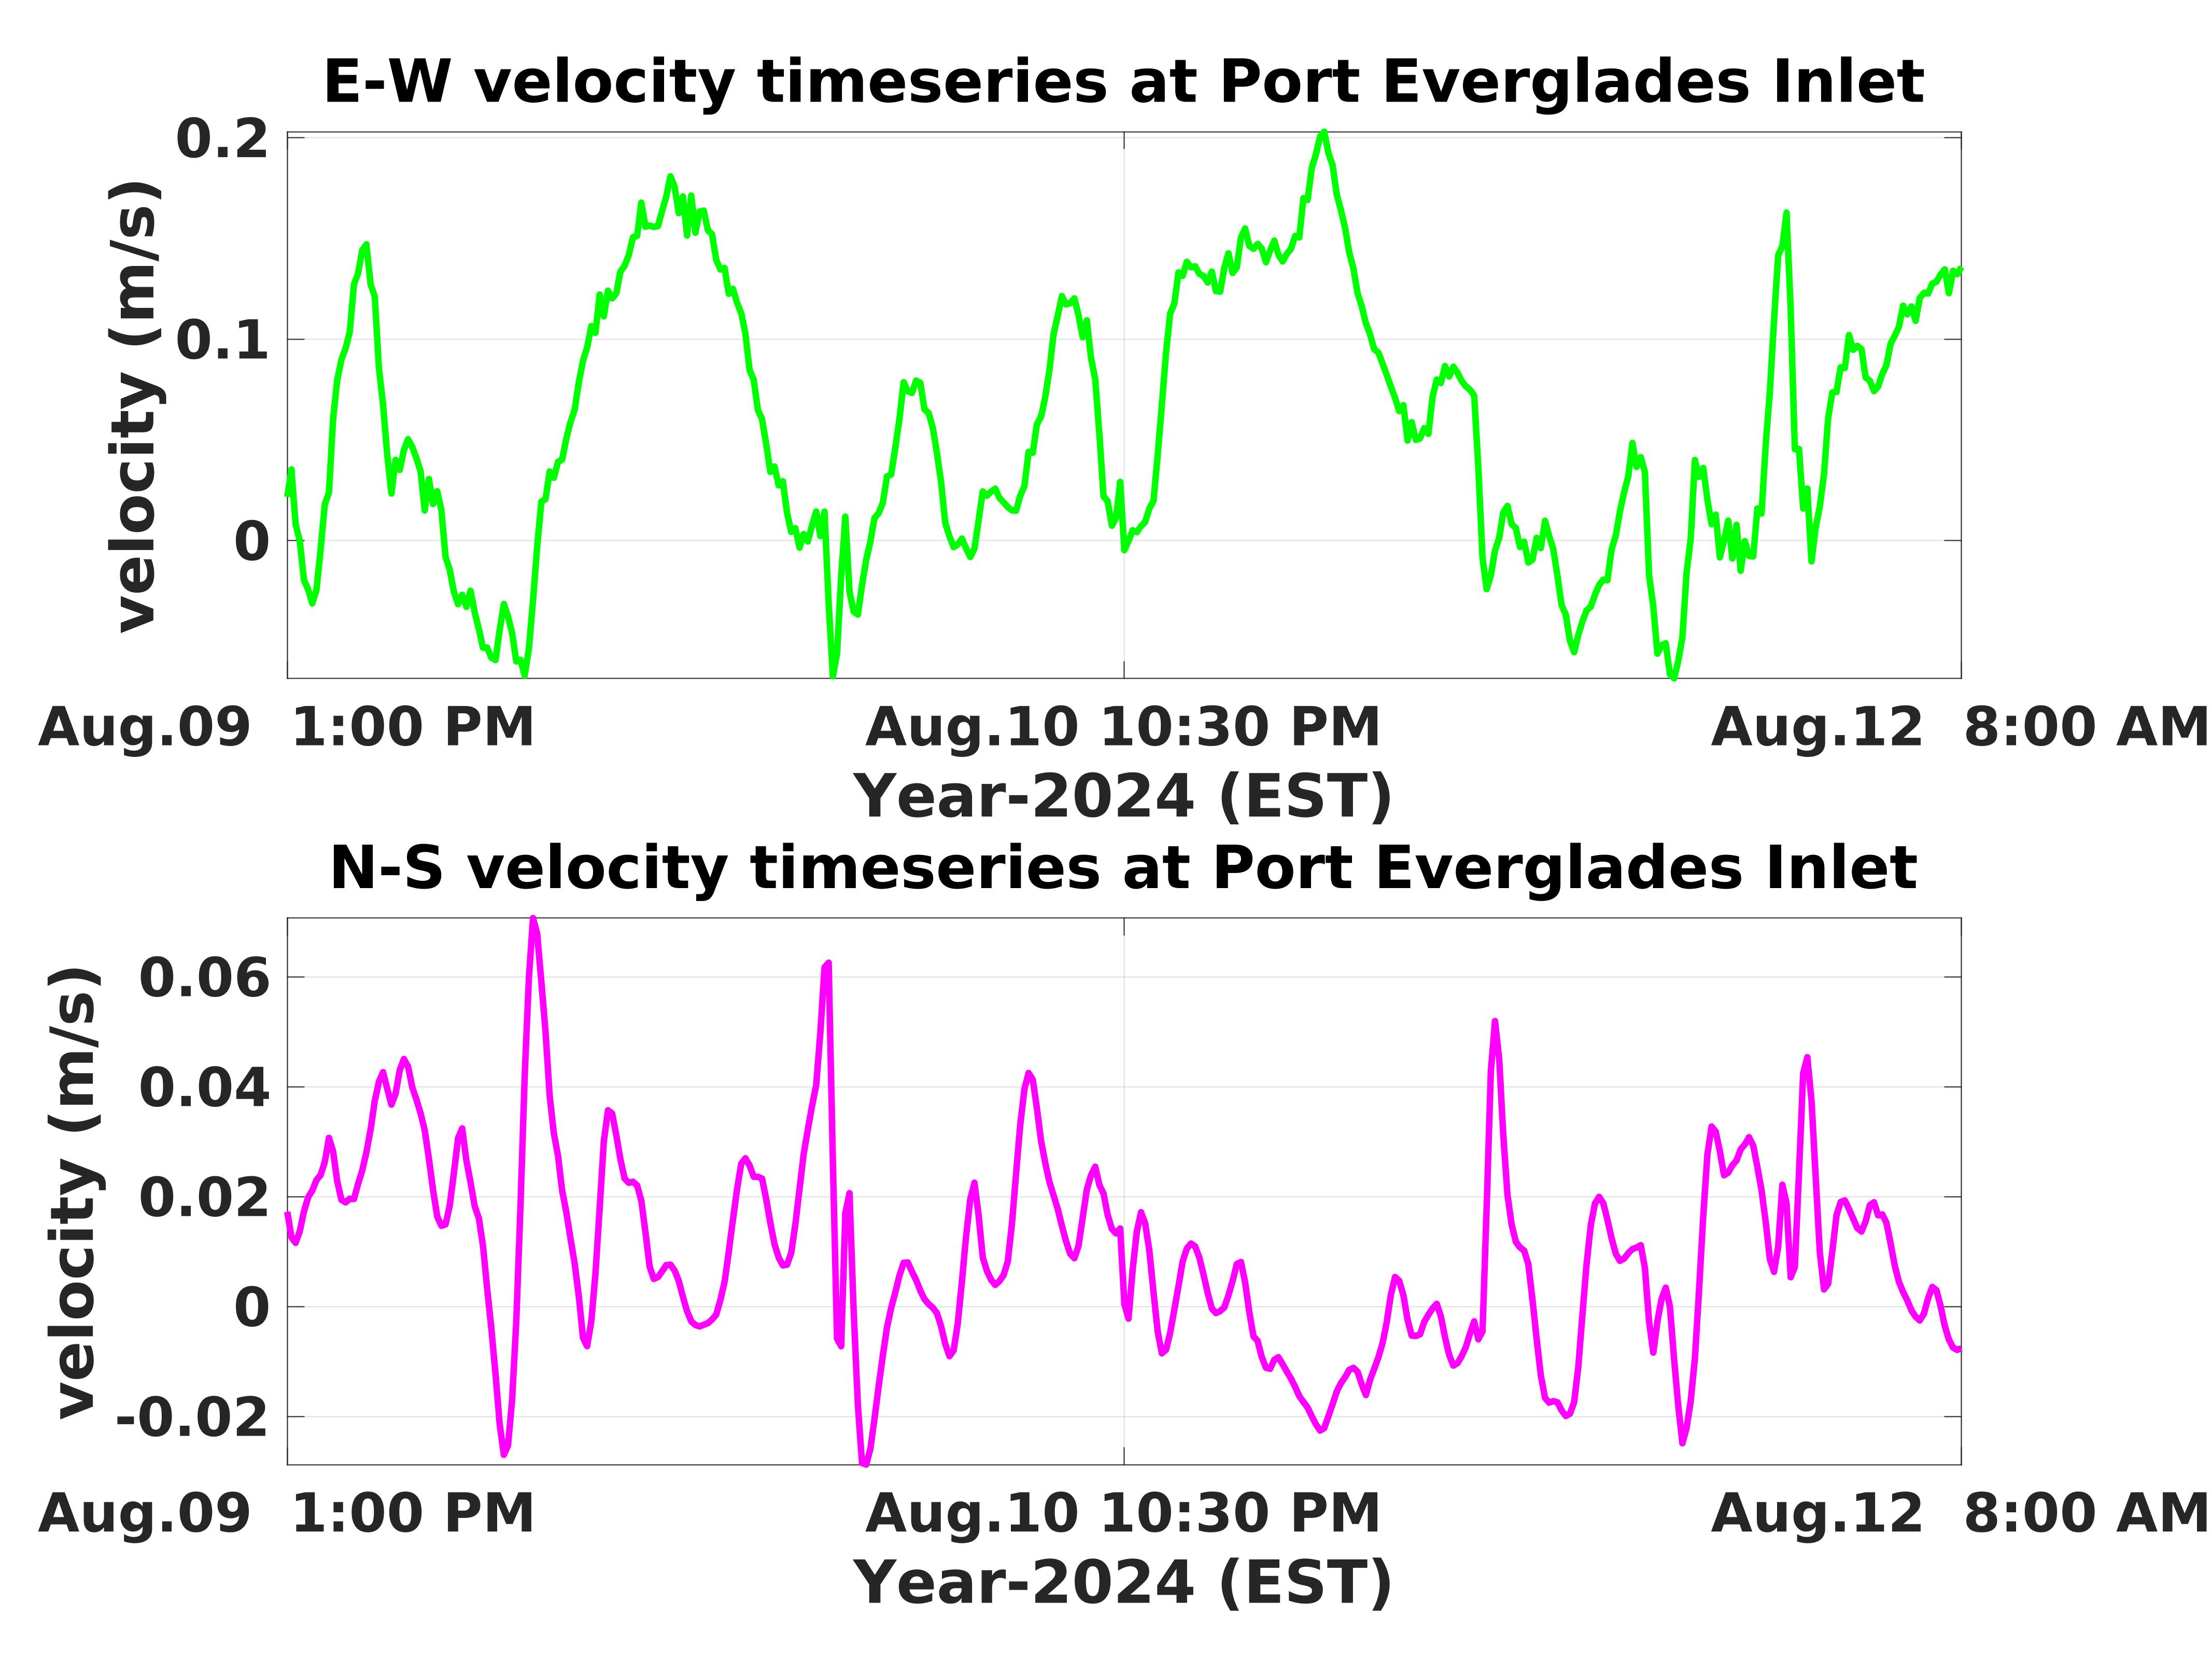 E-W velocity timeseries at Port Everglades Inlet
velocity (m/s)
0.2
0.1
0
Aug.09 1:00 PM Aug.10 10:30 PM Aug.12 8:00 AM
Year-2024 (EST)
N-S velocity timeseries at Port Everglades Inlet
velocity (m/s)
0.06
0.04
0.02
0
-0.02
Aug.09 1:00 PM Aug.10 10:30 PM Aug.12 8:00 AM
Year-2024 (EST)